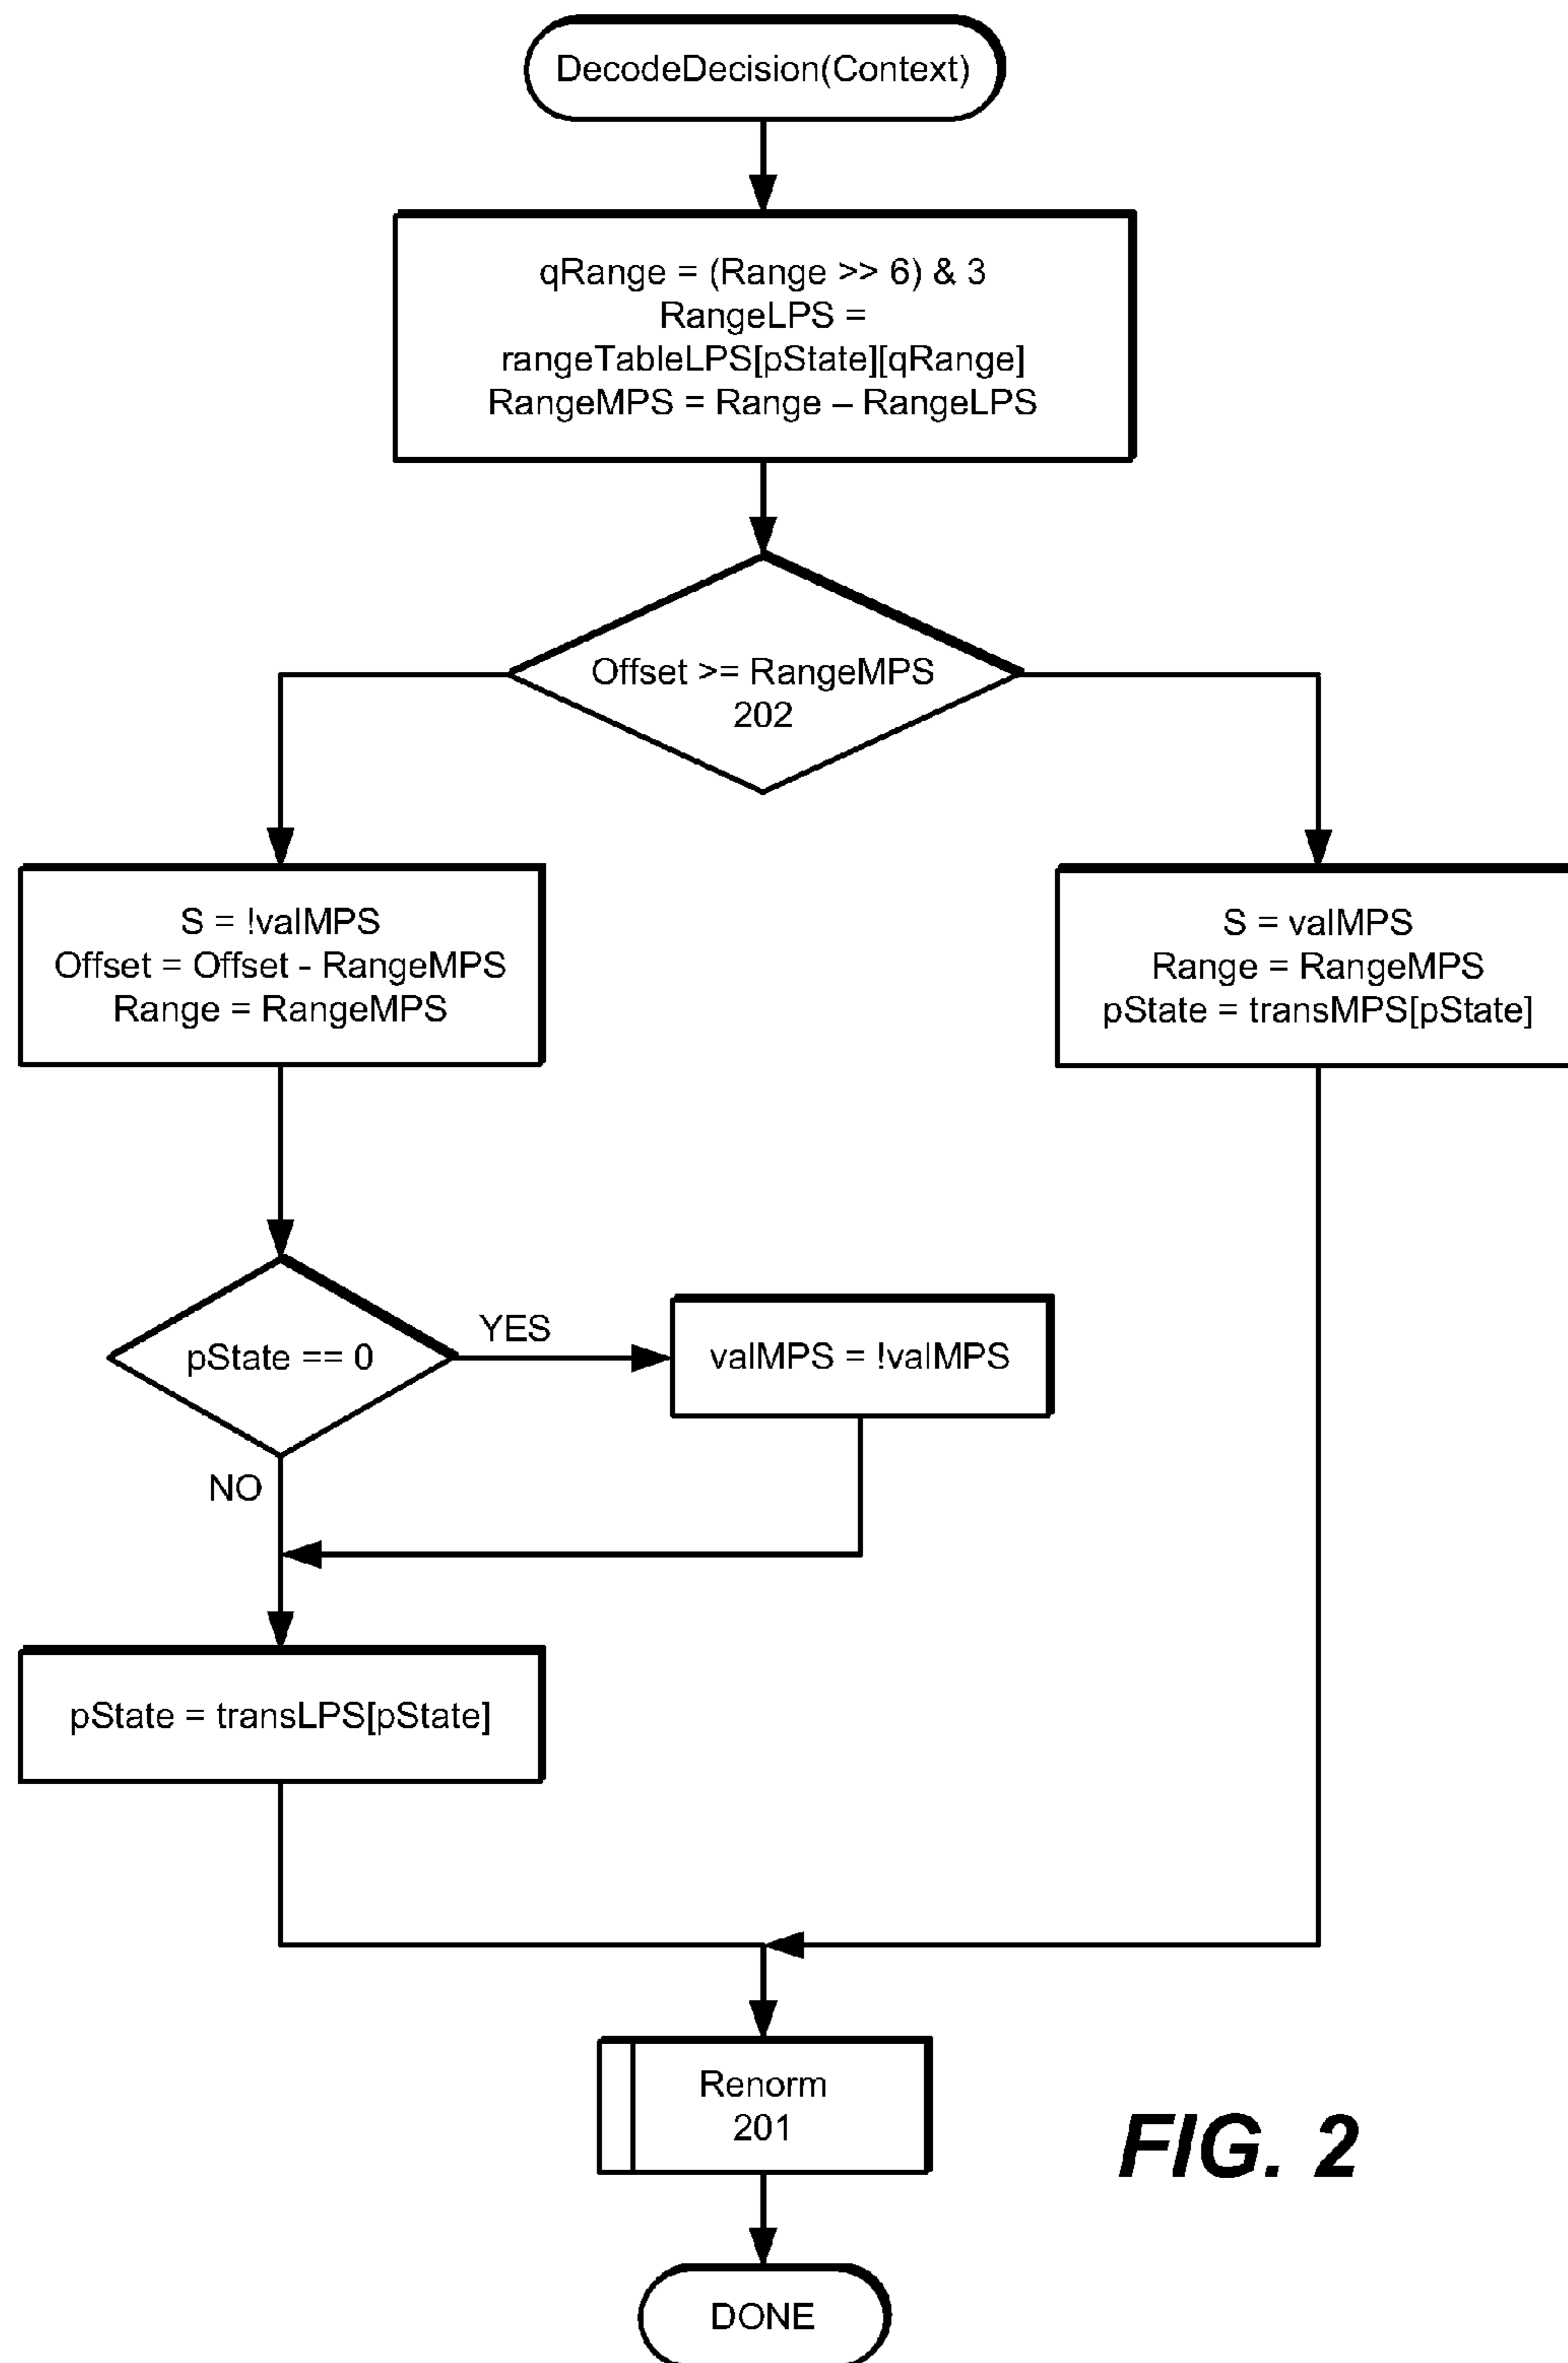 DecodeDecision(Context)
qRange = (Range >> 6) & 3
RangeLPS =
rangeTableLPS[pState][qRange]
RangeMPS = Range – RangeLPS
Offset >= RangeMPS
202
S = !valMPS
Offset = Offset - RangeMPS
Range = RangeMPS
S = valMPS
Range = RangeMPS
pState = transMPS[pState]
pState == 0
YES
valMPS = !valMPS
NO
pState = transLPS[pState]
Renorm
201
FIG. 2
DONE